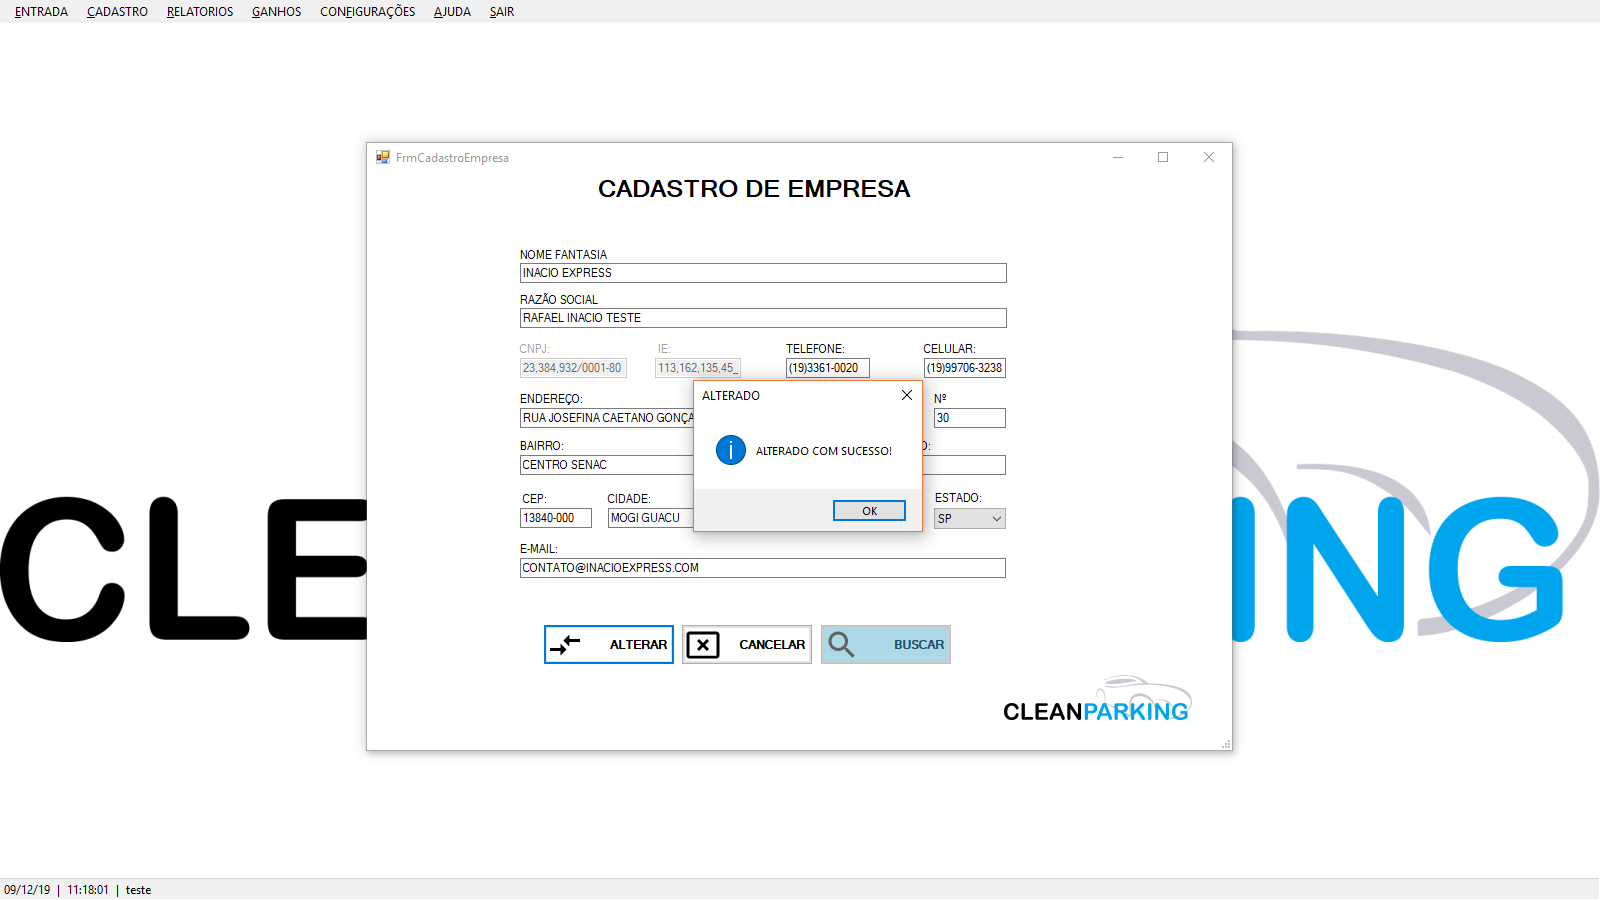 ENTRADA CADASTRO RELATORIOS GANHOS CONFIGURAÇÕES AJUDA SAIR
FrmCadastroEmpresa
CADASTRO DE EMPRESA
NOME FANTASIA
INACIO EXPRESS
RAZÃO SOCIAL
RAFAEL INACIO TESTE
CNPJ: IE: TELEFONE: CELULAR:
23,384,932/0001-80 113,162,135,45_ (19)3361-0020 (19)99706-3238
ALTERADO
ENDEREÇO: Nº
RUA JOSEFINA CAETANO GONÇA 30
BAIRRO: O:
ALTERADO COM SUCESSO!
CENTRO SENAC
CEP: CIDADE: ESTADO:
OK
13840-000 MOGI GUACU SP
E-MAIL:
CONTATO@INACIOEXPRESS.COM
CLE ING
ALTERAR CANCELAR BUSCAR
CLEANPARKING
09/12/19 | 11:18:01 | teste